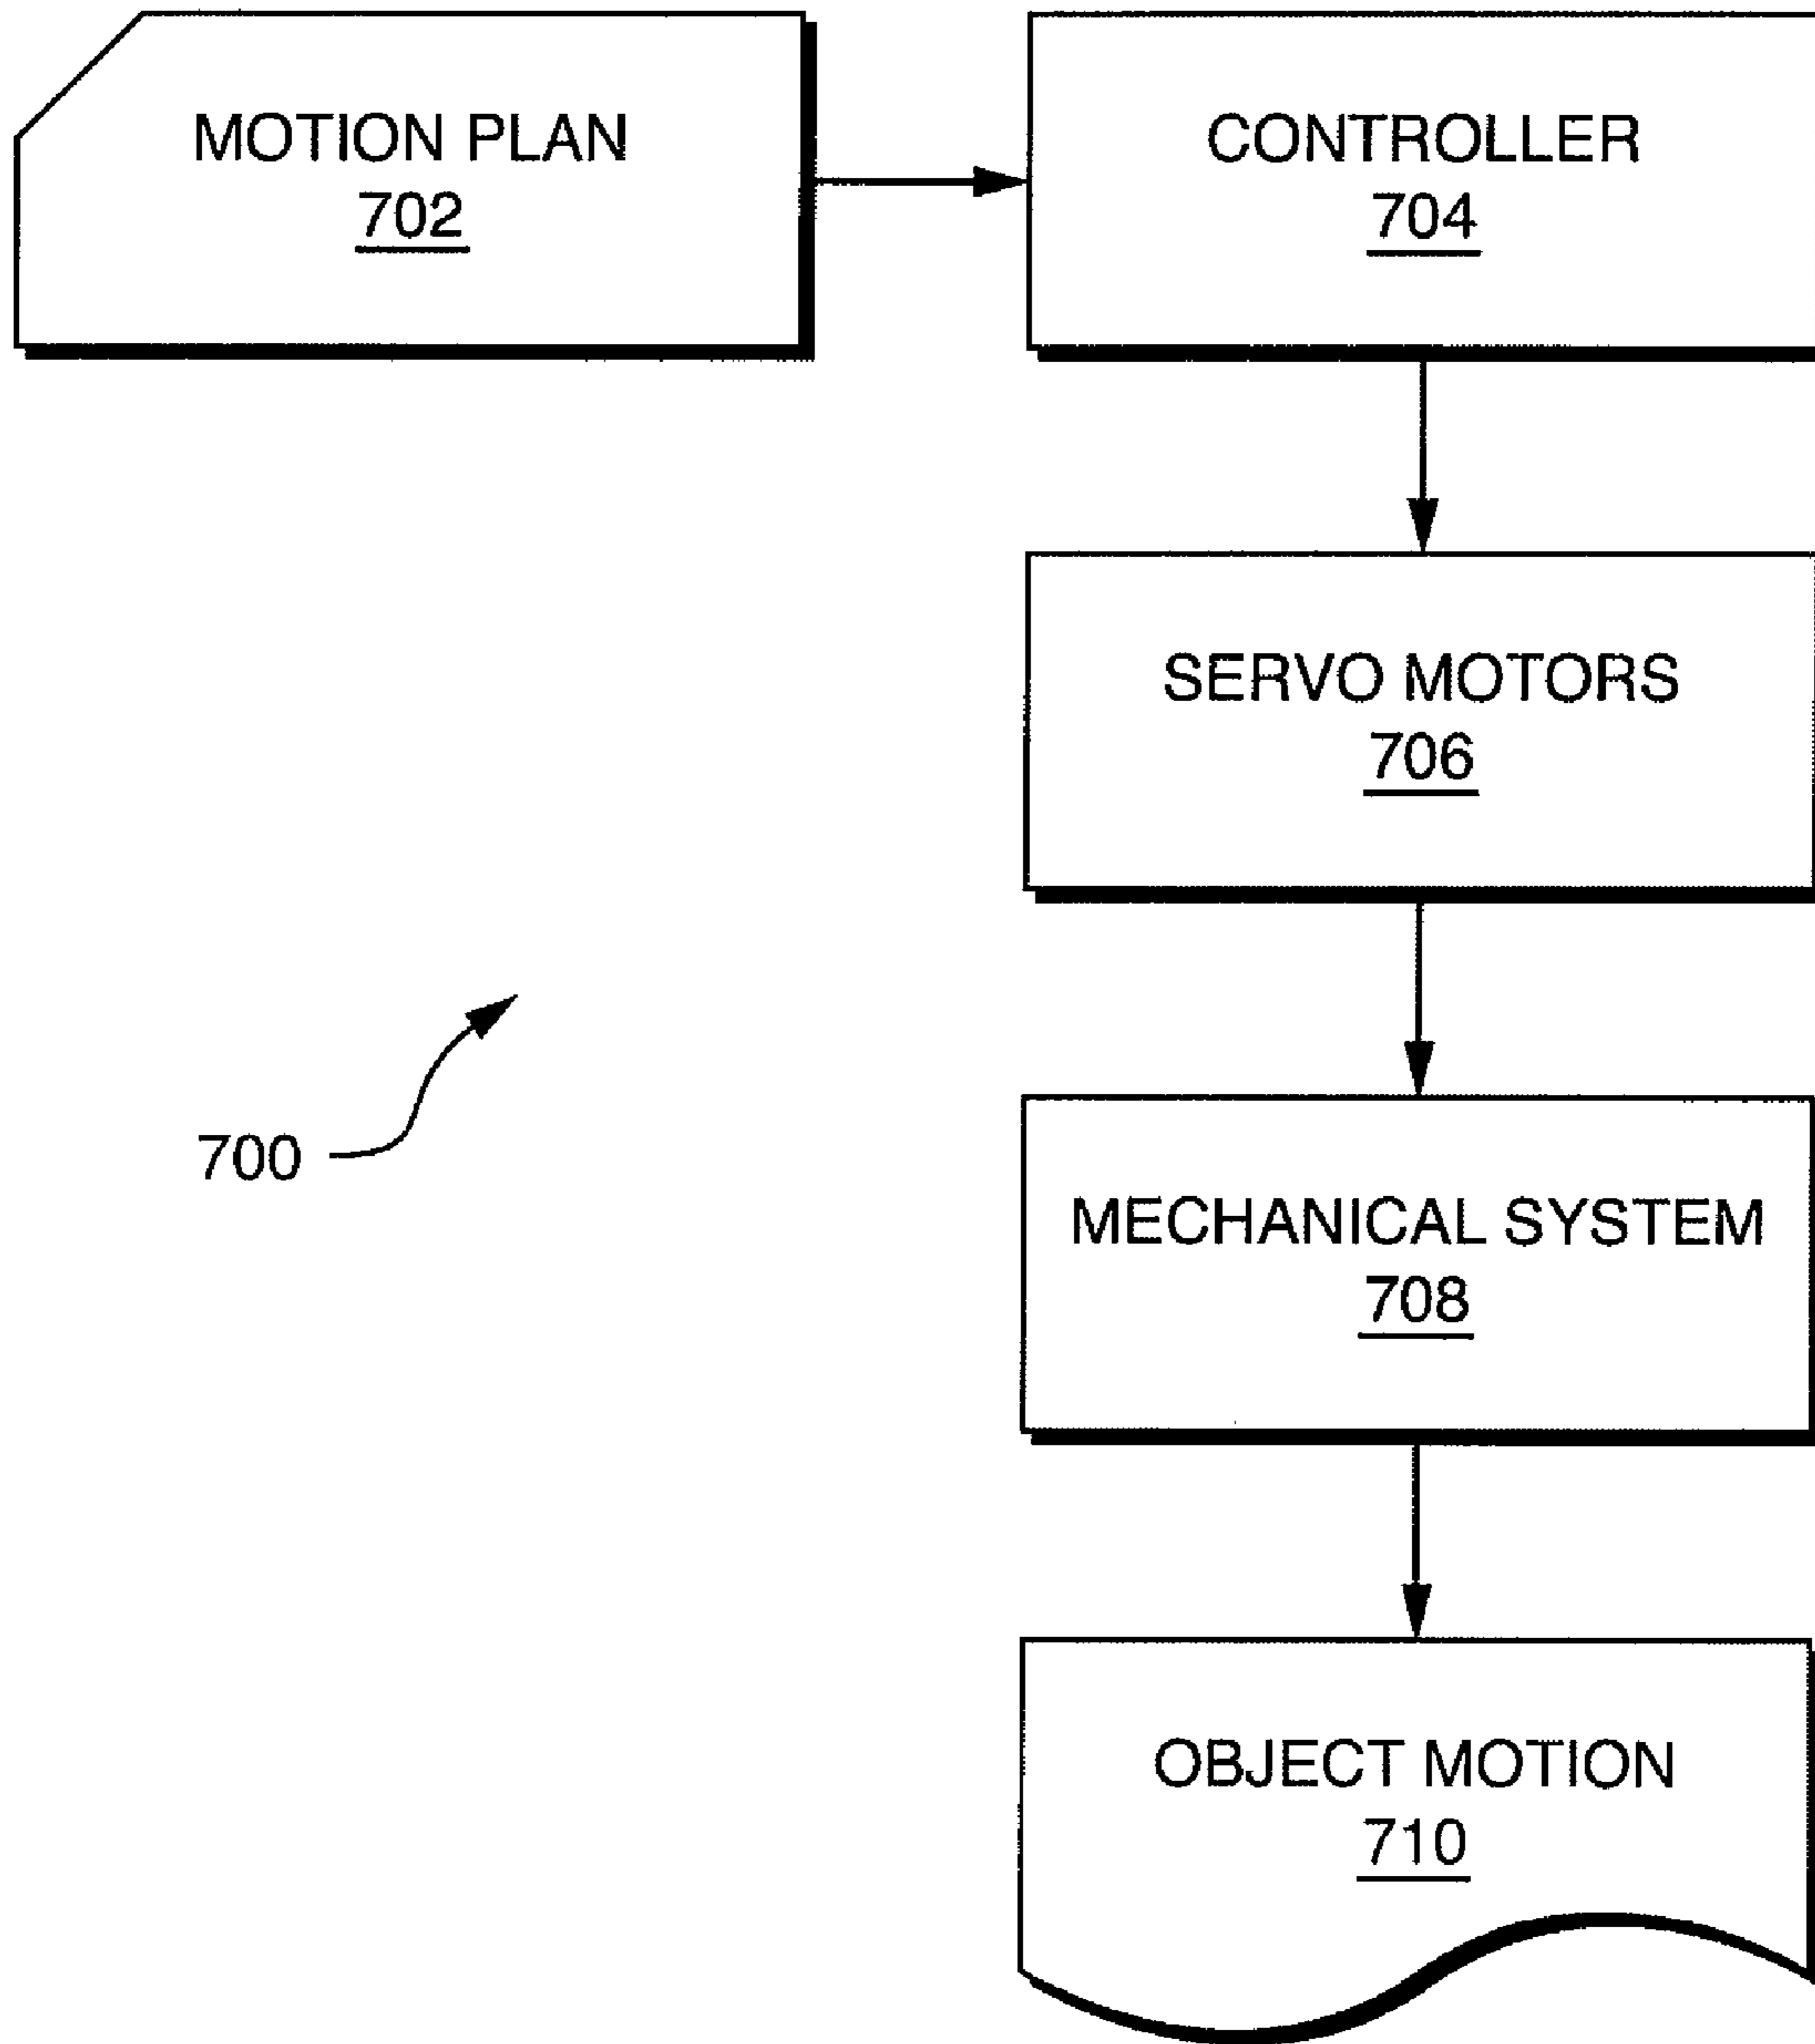 MOTION PLAN
702
CONTROLLER
704
SERVO MOTORS
706
700
MECHANICAL SYSTEM
708
OBJECT MOTION
710